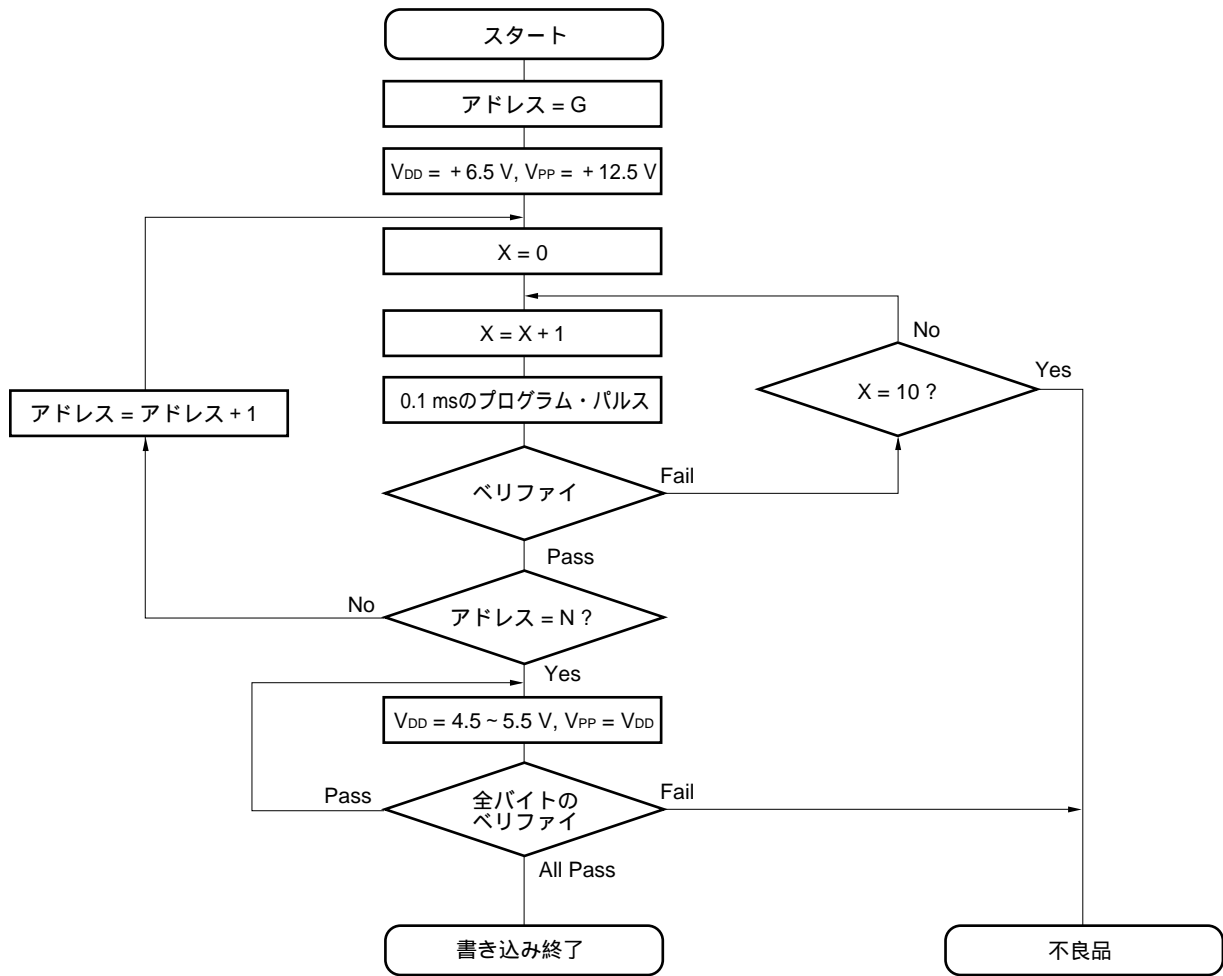 スタート
アドレス = G
VDD = +6.5 V, VPP = +12.5 V
X = 0
X = X + 1
No
Yes
X = 10 ?
アドレス = アドレス + 1
0.1 msのプログラム・パルス
ベリファイ
Fail
Pass
No
アドレス = N ?
Yes
VDD = 4.5 ~ 5.5 V, VPP = VDD
Pass
全バイトの
ベリファイ
Fail
All Pass
書き込み終了
不良品